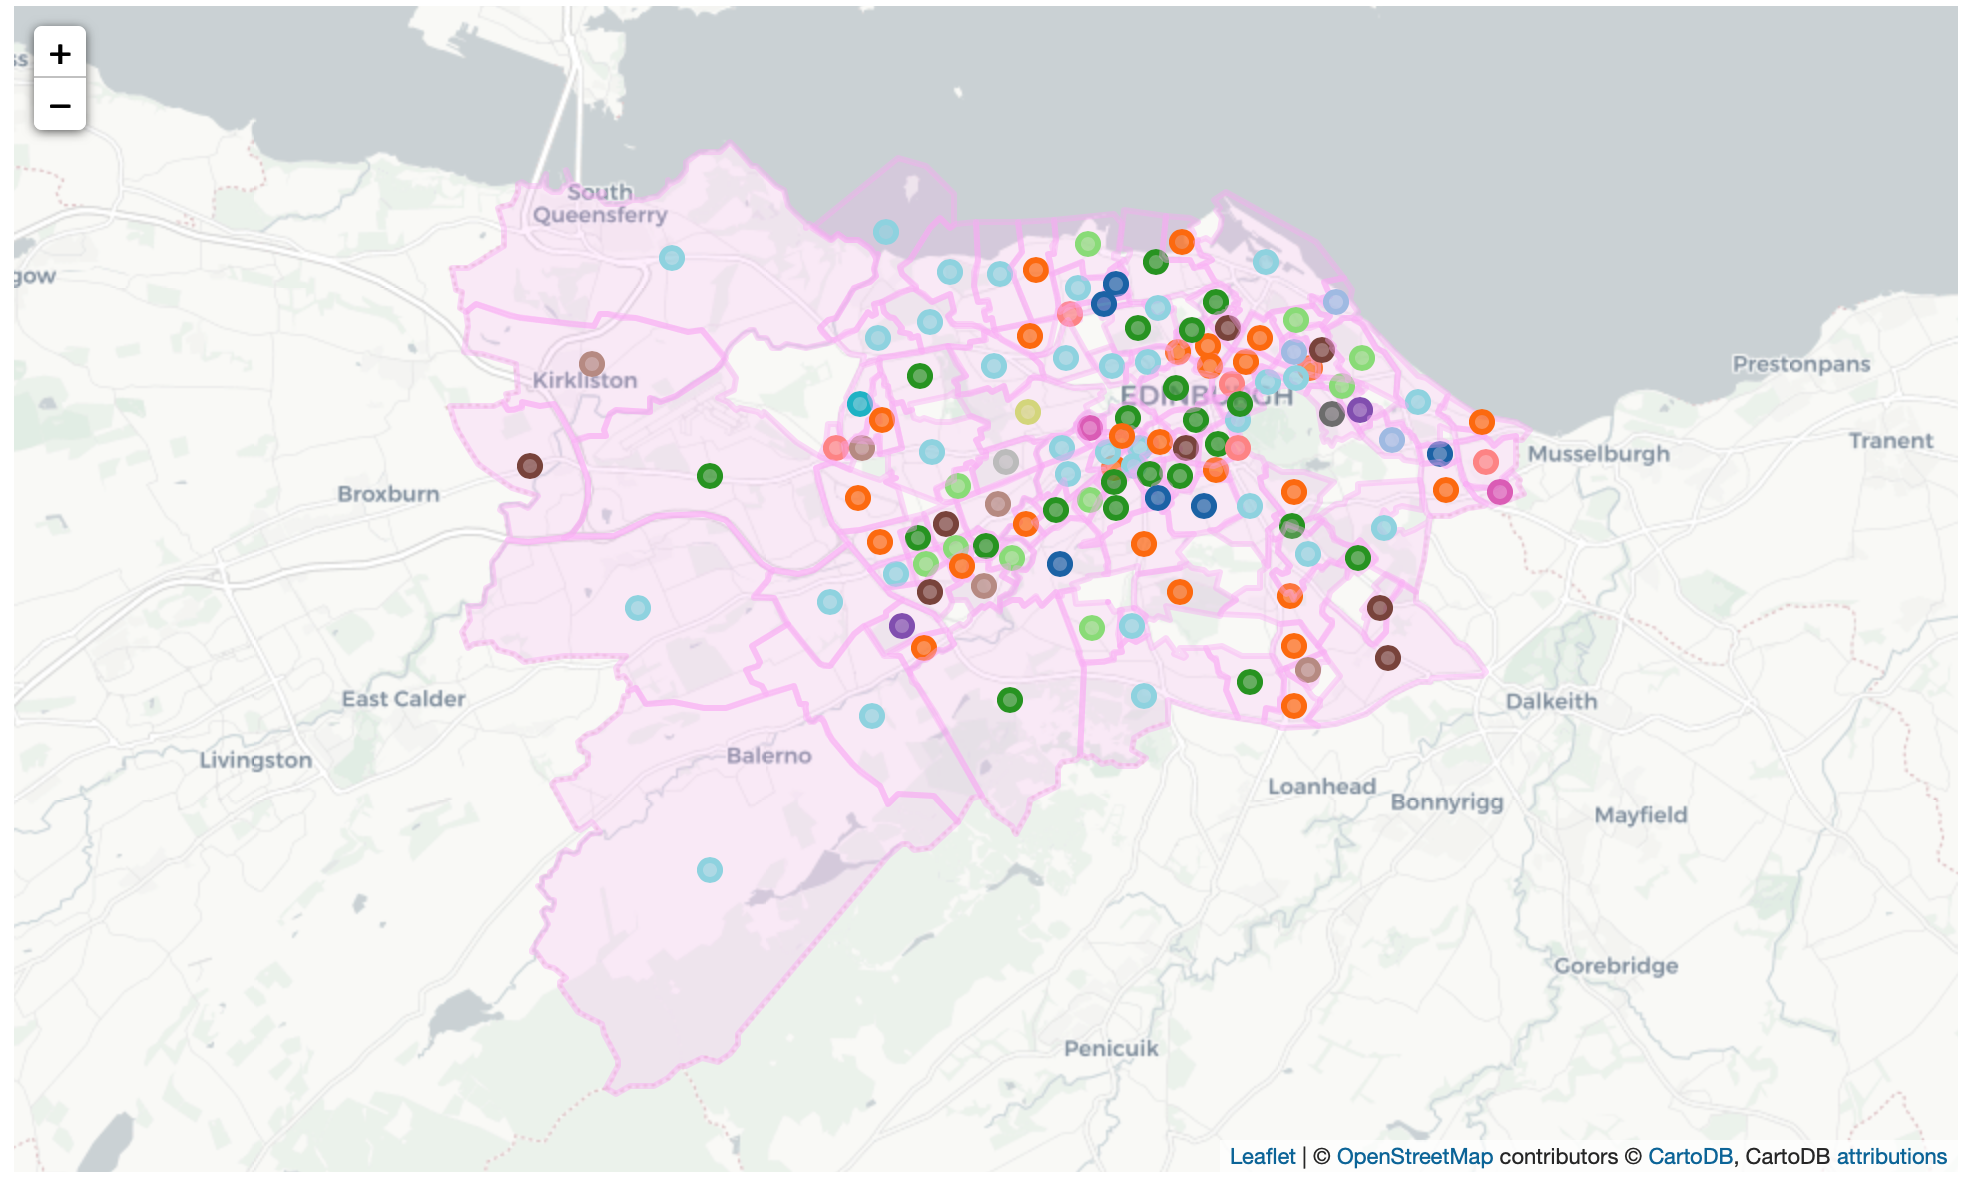 +
−
ss
South
Queensferry
gow
Kirkliston
EDINBURGH
Prestonpans
Tranent
Musselburgh
Broxburn
East Calder
Dalkeith
Livingston
Balerno
Loanhead
Bonnyrigg
Mayfield
Gorebridge
Penicuik
Leaflet | © OpenStreetMap contributors © CartoDB, CartoDB attributions